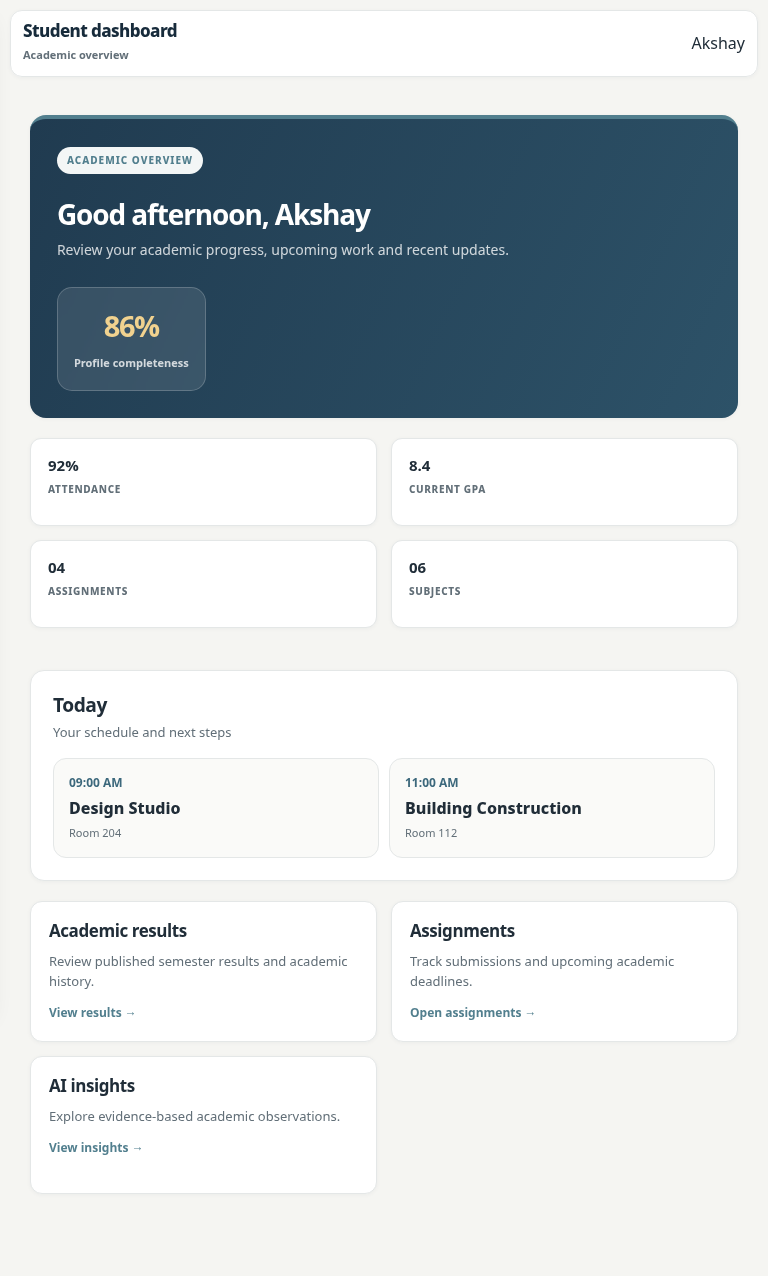 Student dashboard
Academic overview
Akshay
ACADEMIC OVERVIEW
Good afternoon, Akshay
Review your academic progress, upcoming work and recent updates.
86%
Profile completeness
92%
ATTENDANCE
8.4
CURRENT GPA
04
ASSIGNMENTS
06
SUBJECTS
Today
Your schedule and next steps
09:00 AM
Design Studio
Room 204
11:00 AM
Building Construction
Room 112
Academic results
Review published semester results and academic
history.
View results →
Assignments
Track submissions and upcoming academic
deadlines.
Open assignments →
AI insights
Explore evidence-based academic observations.
View insights →